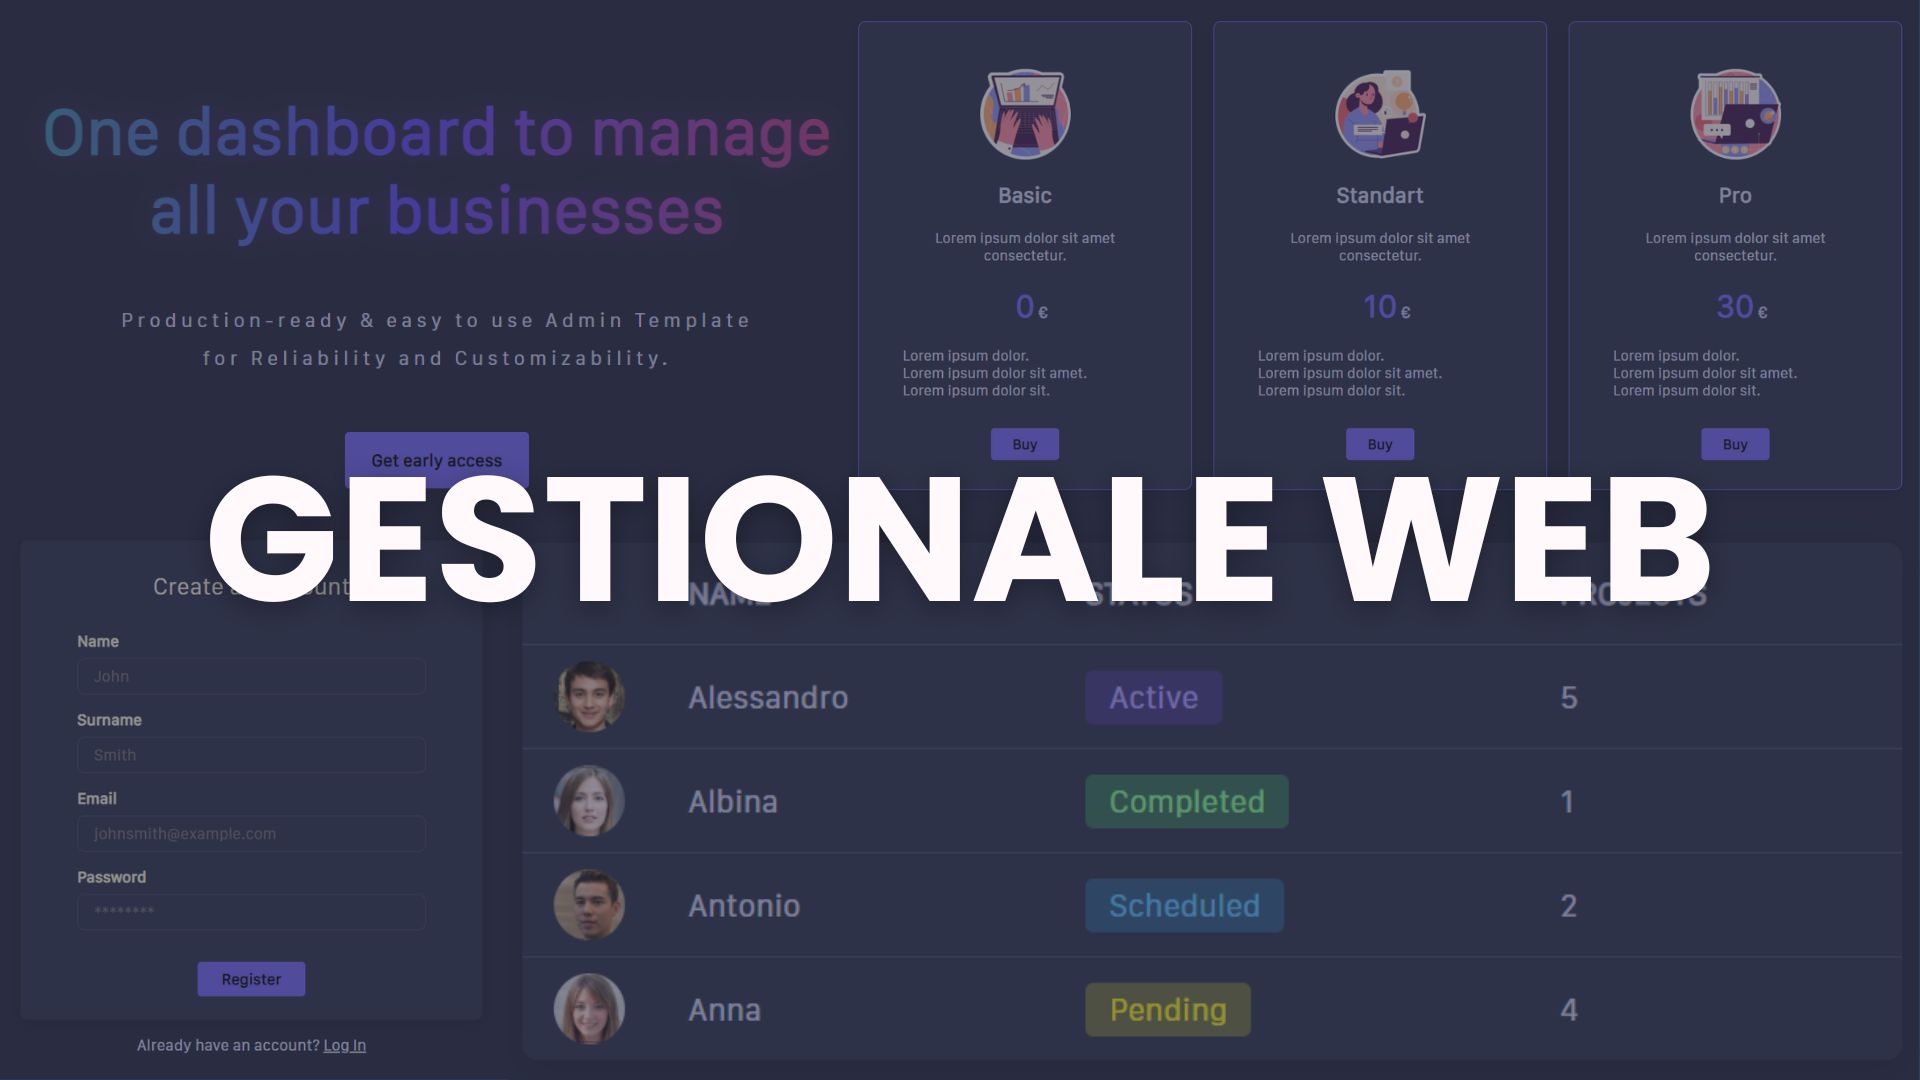 One dashboard to manage
all your businesses
Production-ready & easy to use Admin Template
for Reliability and Customizability.
Get early access
Basic
Lorem ipsum dolor sit amet
consectetur.
0€
Lorem ipsum dolor.
Lorem ipsum dolor sit amet.
Lorem ipsum dolor sit.
Buy
Standart
Lorem ipsum dolor sit amet
consectetur.
10€
Lorem ipsum dolor.
Lorem ipsum dolor sit amet.
Lorem ipsum dolor sit.
Buy
Pro
Lorem ipsum dolor sit amet
consectetur.
30€
Lorem ipsum dolor.
Lorem ipsum dolor sit amet.
Lorem ipsum dolor sit.
Buy
GESTIONALE WEB
Create
Name
John
Surname
Smith
Email
johnsmith@example.com
Password
********
Register
Already have an account? Log In
NAME STATUS PROJECTS
Alessandro Active 5
Albina Completed 1
Antonio Scheduled 2
Anna Pending 4